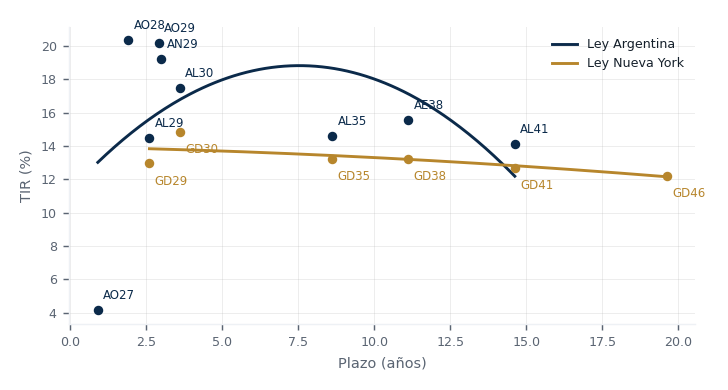 AO28
AO29
AN29
AL30
AL29
GD30
GD29
AL35
GD35
AE38
GD38
AL41
GD41
GD46
AO27
Ley Argentina
Ley Nueva York
TIR (%)
20
18
16
14
12
10
8
6
4
0.0
2.5
5.0
7.5
10.0
12.5
15.0
17.5
20.0
Plazo (años)